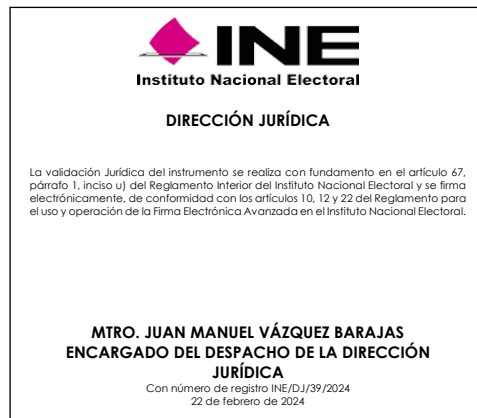 INE
Instituto Nacional Electoral
DIRECCIÓN JURÍDICA
La validación Jurídica del instrumento se realiza con fundamento en el artículo 67,
párrafo 1, inciso u) del Reglamento Interior del Instituto Nacional Electoral y se firma
electrónicamente, de conformidad con los artículos 10, 12 y 22 del Reglamento para
el uso y operación de la Firma Electrónica Avanzada en el Instituto Nacional Electoral.
MTRO. JUAN MANUEL VÁZQUEZ BARAJAS
ENCARGADO DEL DESPACHO DE LA DIRECCIÓN
JURÍDICA
Con número de registro INE/DJ/39/2024
22 de febrero de 2024